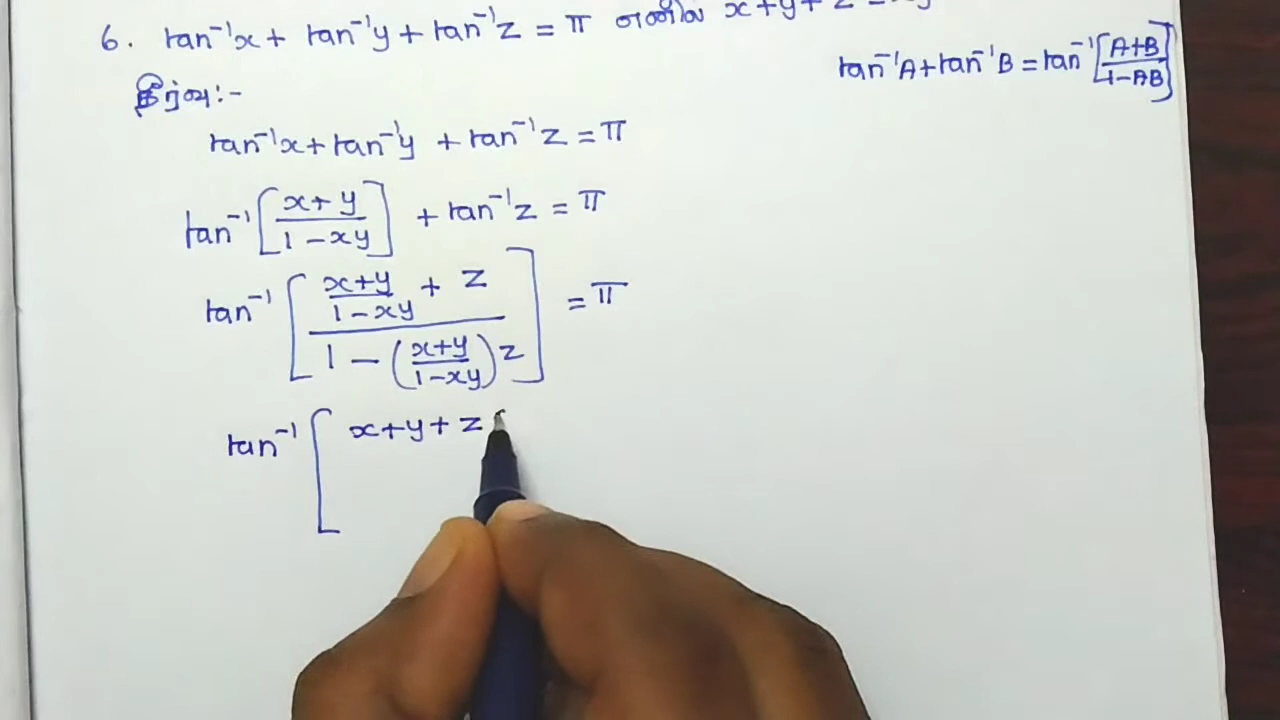 6. tan⁻¹x + tan⁻¹y + tan⁻¹z = π எனில் x+y+z
tan⁻¹A + tan⁻¹B = tan⁻¹[(A+B)/(1-AB)]
தீர்வு:-
tan⁻¹x + tan⁻¹y + tan⁻¹z = π
tan⁻¹[(x+y)/(1-xy)] + tan⁻¹z = π
tan⁻¹[((x+y)/(1-xy) + z)/(1-((x+y)/(1-xy))z)] = π
tan⁻¹[ x+y+z